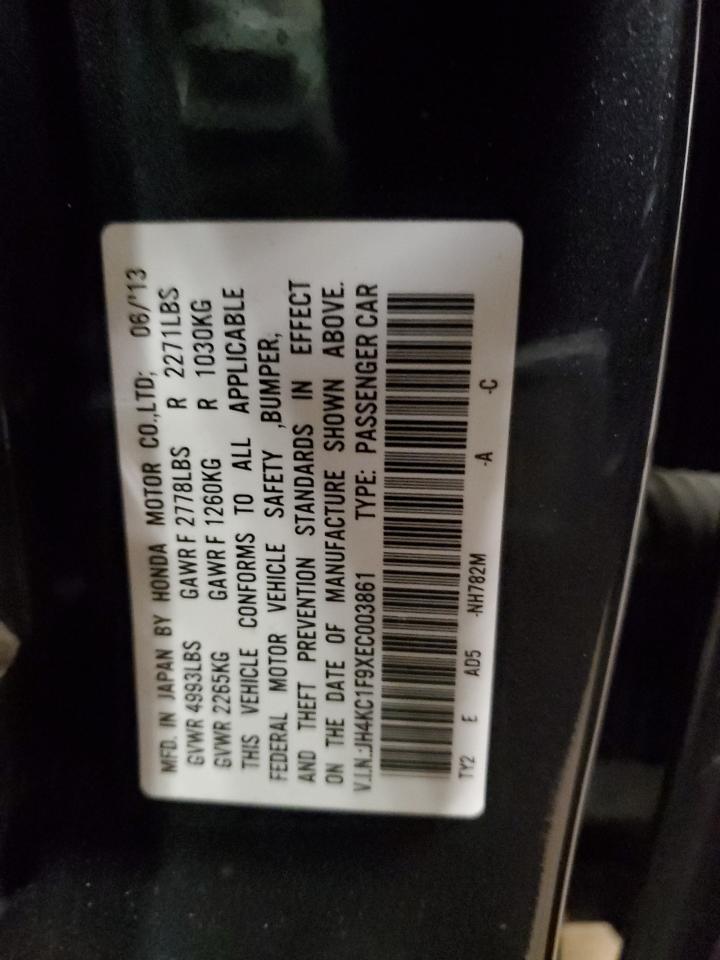 MFD. IN JAPAN BY HONDA MOTOR CO.,LTD; 06/'13
GVWR 4993LBS GAWR F 2778LBS R 2271LBS
GVWR 2265KG GAWR F 1260KG R 1030KG
THIS VEHICLE CONFORMS TO ALL APPLICABLE
FEDERAL MOTOR VEHICLE SAFETY ,BUMPER,
AND THEFT PREVENTION STANDARDS IN EFFECT
ON THE DATE OF MANUFACTURE SHOWN ABOVE.
V.I.N.:JH4KC1F9XEC003861 TYPE: PASSENGER CAR
TY2 E AD5 -NH782M -A -C